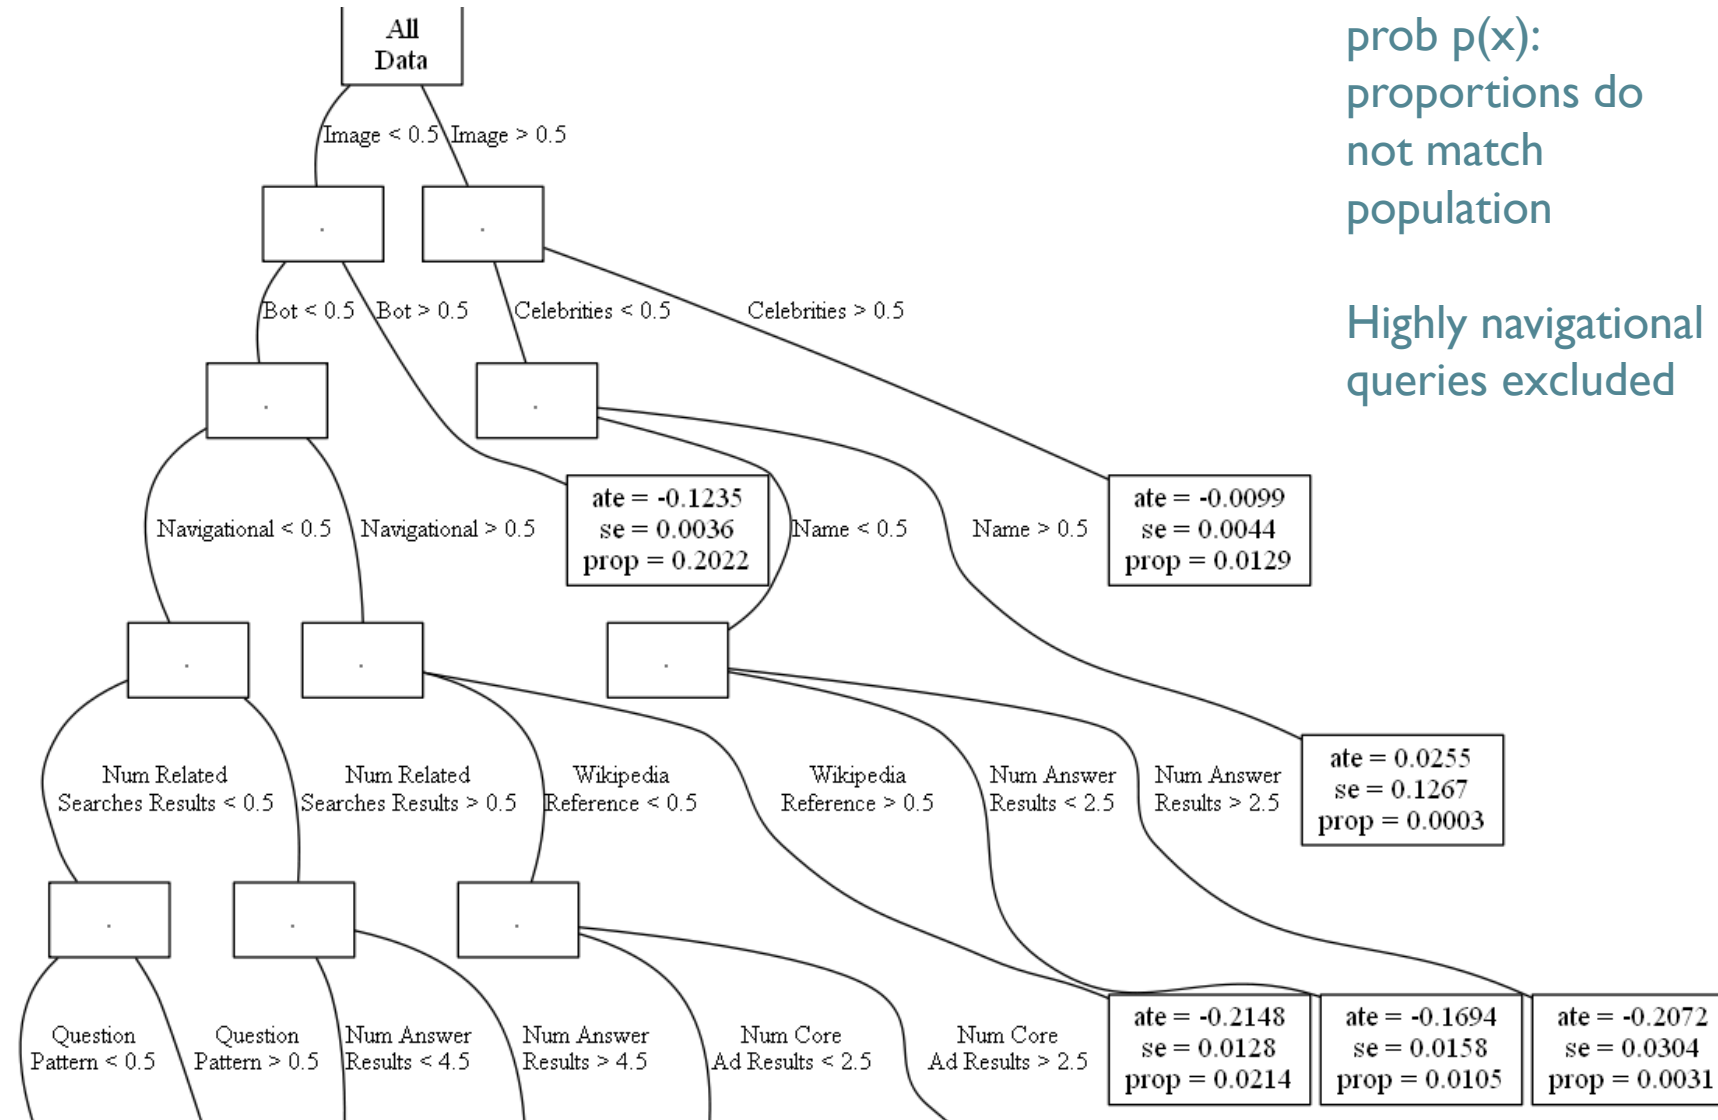 All
Data
prob p(x):
proportions do
not match
population
Highly navigational
queries excluded
Image < 0.5
Image > 0.5
.
.
Bot < 0.5
Bot > 0.5
Celebrities < 0.5
Celebrities > 0.5
.
.
ate = -0.1235
se = 0.0036
prop = 0.2022
ate = -0.0099
se = 0.0044
prop = 0.0129
Navigational < 0.5
Navigational > 0.5
Name < 0.5
Name > 0.5
.
.
.
ate = 0.0255
se = 0.1267
prop = 0.0003
Num Related
Searches Results < 0.5
Num Related
Searches Results > 0.5
Wikipedia
Reference < 0.5
Wikipedia
Reference > 0.5
Num Answer
Results < 2.5
Num Answer
Results > 2.5
.
.
.
Question
Pattern < 0.5
Question
Pattern > 0.5
Num Answer
Results < 4.5
Num Answer
Results > 4.5
Num Core
Ad Results < 2.5
Num Core
Ad Results > 2.5
ate = -0.2148
se = 0.0128
prop = 0.0214
ate = -0.1694
se = 0.0158
prop = 0.0105
ate = -0.2072
se = 0.0304
prop = 0.0031